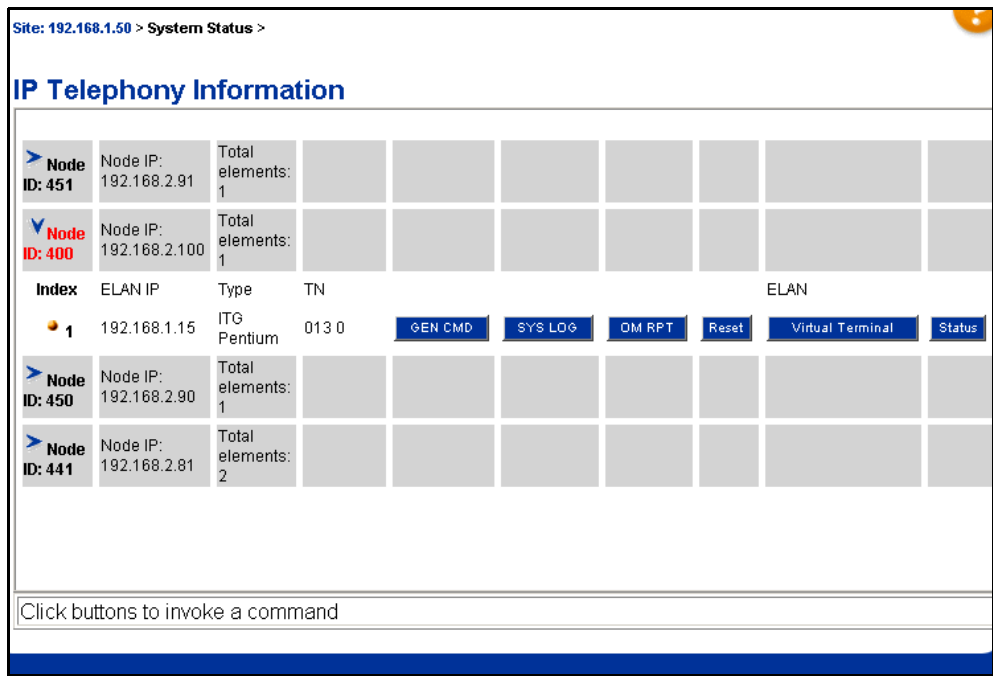 Site: 192.168.1.50 > System Status >
IP Telephony Information
Node ID: 451 Node IP: 192.168.2.91 Total elements: 1
Node ID: 400 Node IP: 192.168.2.100 Total elements: 1
Index ELAN IP Type TN ELAN
1 192.168.1.15 ITG Pentium 013 0 GEN CMD SYS LOG OM RPT Reset Virtual Terminal Status
Node ID: 450 Node IP: 192.168.2.90 Total elements: 1
Node ID: 441 Node IP: 192.168.2.81 Total elements: 2
Click buttons to invoke a command